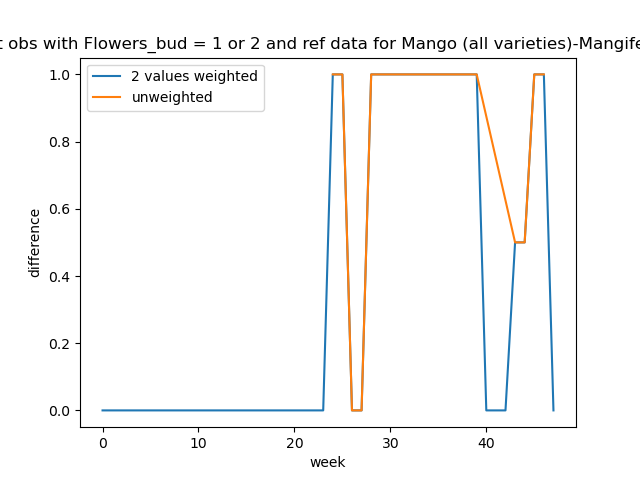 t obs with Flowers_bud = 1 or 2 and ref data for Mango (all varieties)-Mangife
2 values weighted
unweighted
1.0
0.8
0.6
0.4
0.2
0.0
difference
0
10
20
30
40
week